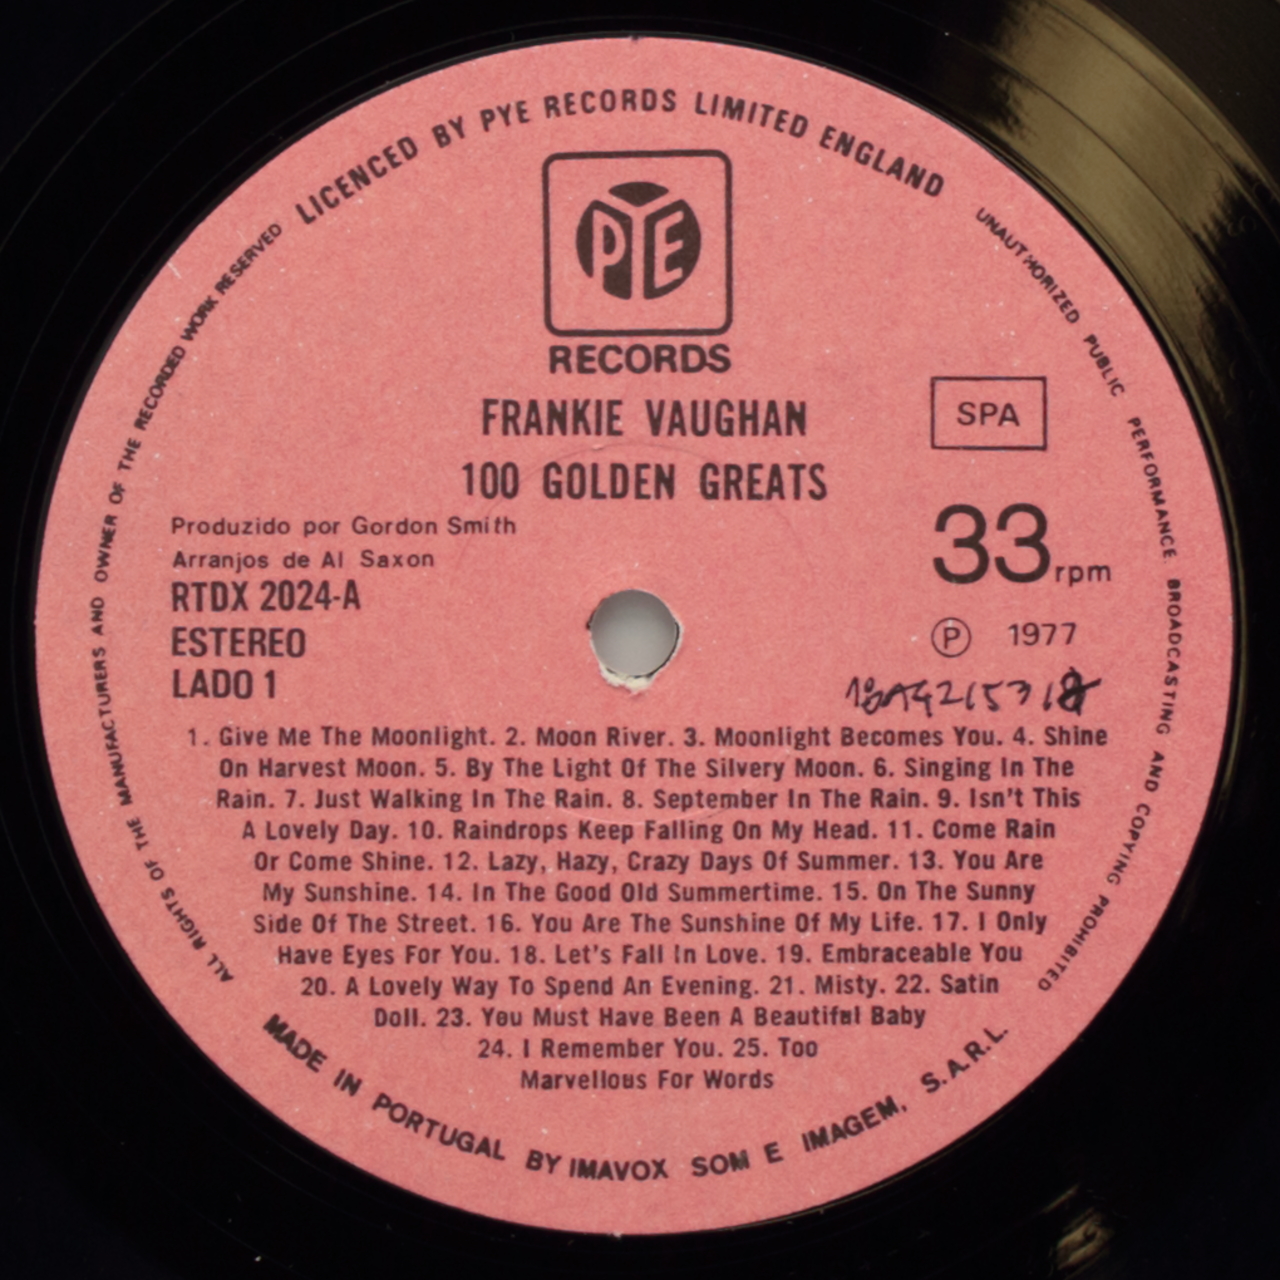 LICENCED BY PYE RECORDS LIMITED ENGLAND
UNAUTHORIZED PUBLIC PERFORMANCE. BROADCASTING AND COPYING PROHIBITED
ALL RIGHTS OF THE MANUFACTURERS AND OWNER OF THE RECORDED WORK RESERVED
PYE
RECORDS
FRANKIE VAUGHAN
100 GOLDEN GREATS
SPA
Produzido por Gordon Smith
Arranjos de Al Saxon
RTDX 2024-A
ESTEREO
LADO 1
33 rpm
Ⓟ 1977
1. Give Me The Moonlight. 2. Moon River. 3. Moonlight Becomes You. 4. Shine
On Harvest Moon. 5. By The Light Of The Silvery Moon. 6. Singing In The
Rain. 7. Just Walking In The Rain. 8. September In The Rain. 9. Isn't This
A Lovely Day. 10. Raindrops Keep Falling On My Head. 11. Come Rain
Or Come Shine. 12. Lazy, Hazy, Crazy Days Of Summer. 13. You Are
My Sunshine. 14. In The Good Old Summertime. 15. On The Sunny
Side Of The Street. 16. You Are The Sunshine Of My Life. 17. I Only
Have Eyes For You. 18. Let's Fall In Love. 19. Embraceable You
20. A Lovely Way To Spend An Evening. 21. Misty. 22. Satin
Doll. 23. You Must Have Been A Beautiful Baby
24. I Remember You. 25. Too
Marvellous For Words
MADE IN PORTUGAL BY IMAVOX SOM E IMAGEM, S.A.R.L.